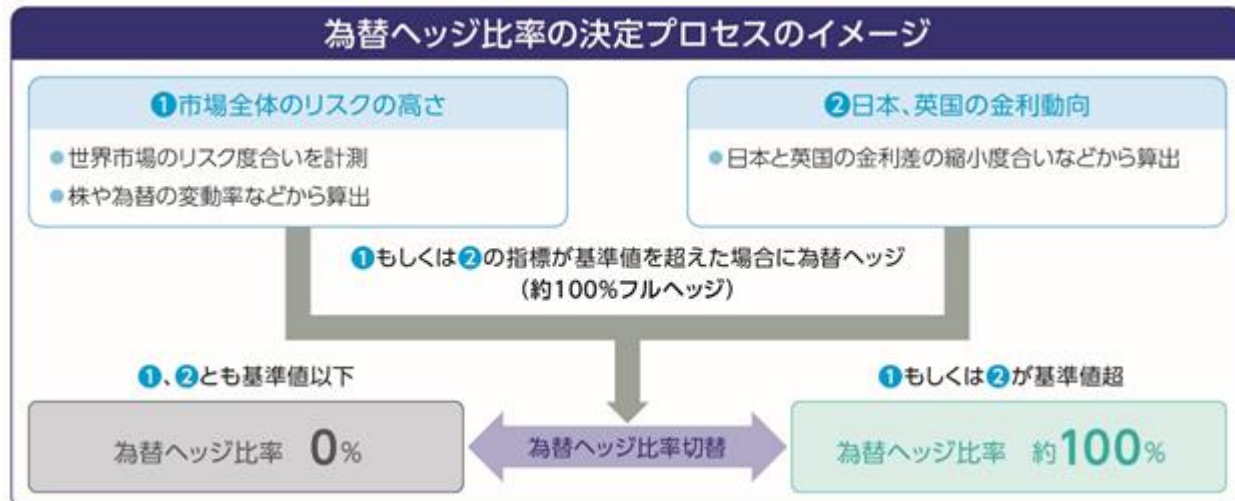 為替ヘッジ比率の決定プロセスのイメージ
❶市場全体のリスクの高さ
●世界市場のリスク度合いを計測
●株や為替の変動率などから算出
❷日本、英国の金利動向
●日本と英国の金利差の縮小度合いなどから算出
❶もしくは❷の指標が基準値を超えた場合に為替ヘッジ
(約100%フルヘッジ)
❶、❷とも基準値以下
為替ヘッジ比率 0%
為替ヘッジ比率切替
❶もしくは❷が基準値超
為替ヘッジ比率 約100%